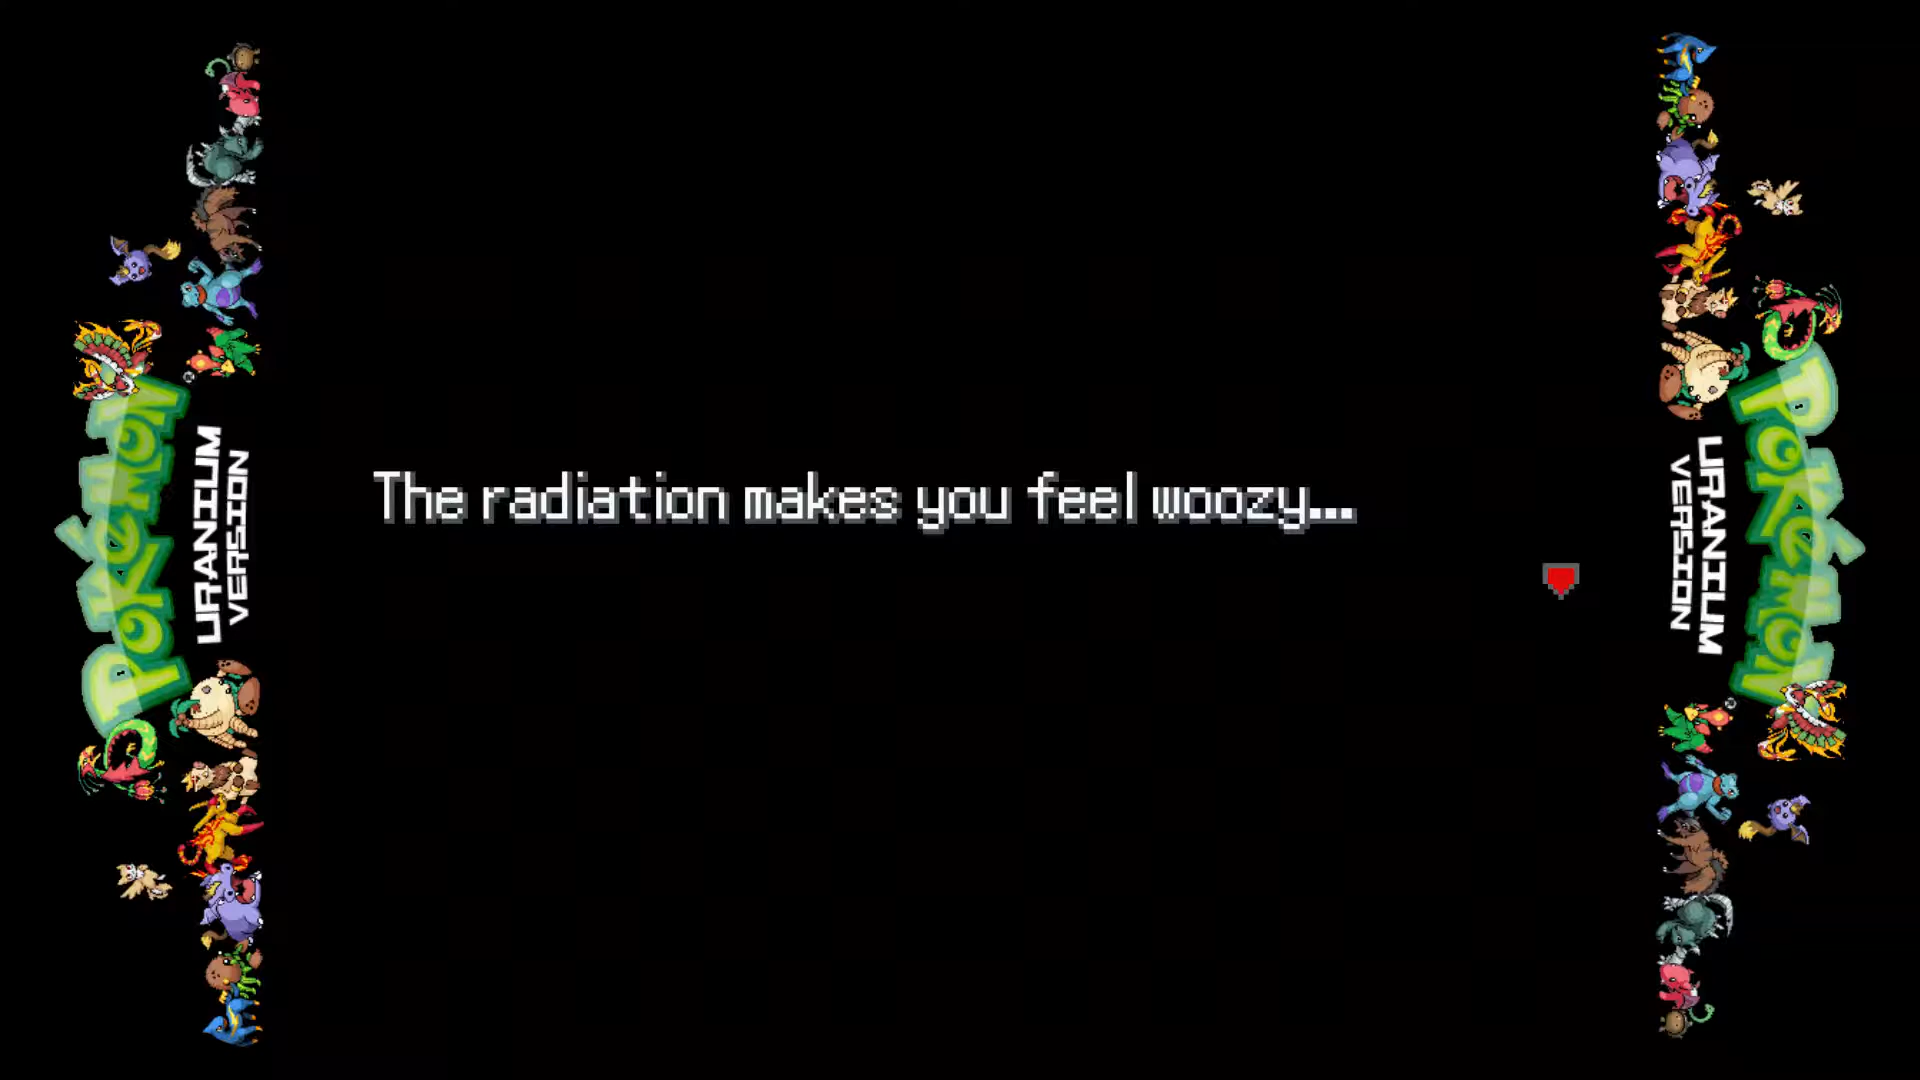 POKéMON
URANIUM
VERSION
The radiation makes you feel woozy...
POKéMON
URANIUM
VERSION